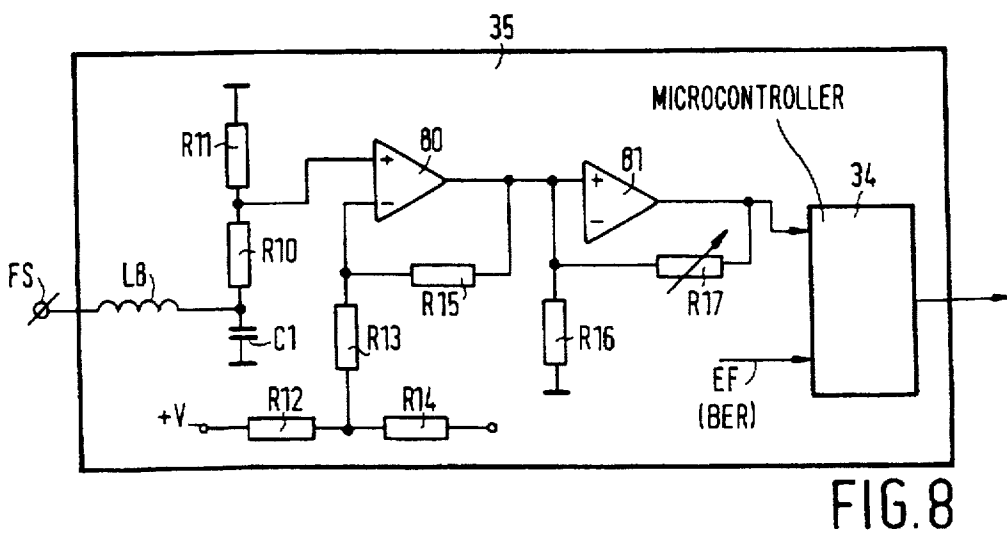 35
MICROCONTROLLER
R11
80
+
−
81
+
−
34
R10
FS
L8
R15
R17
C1
R13
R16
EF
(BER)
+V
R12
R14
FIG.8